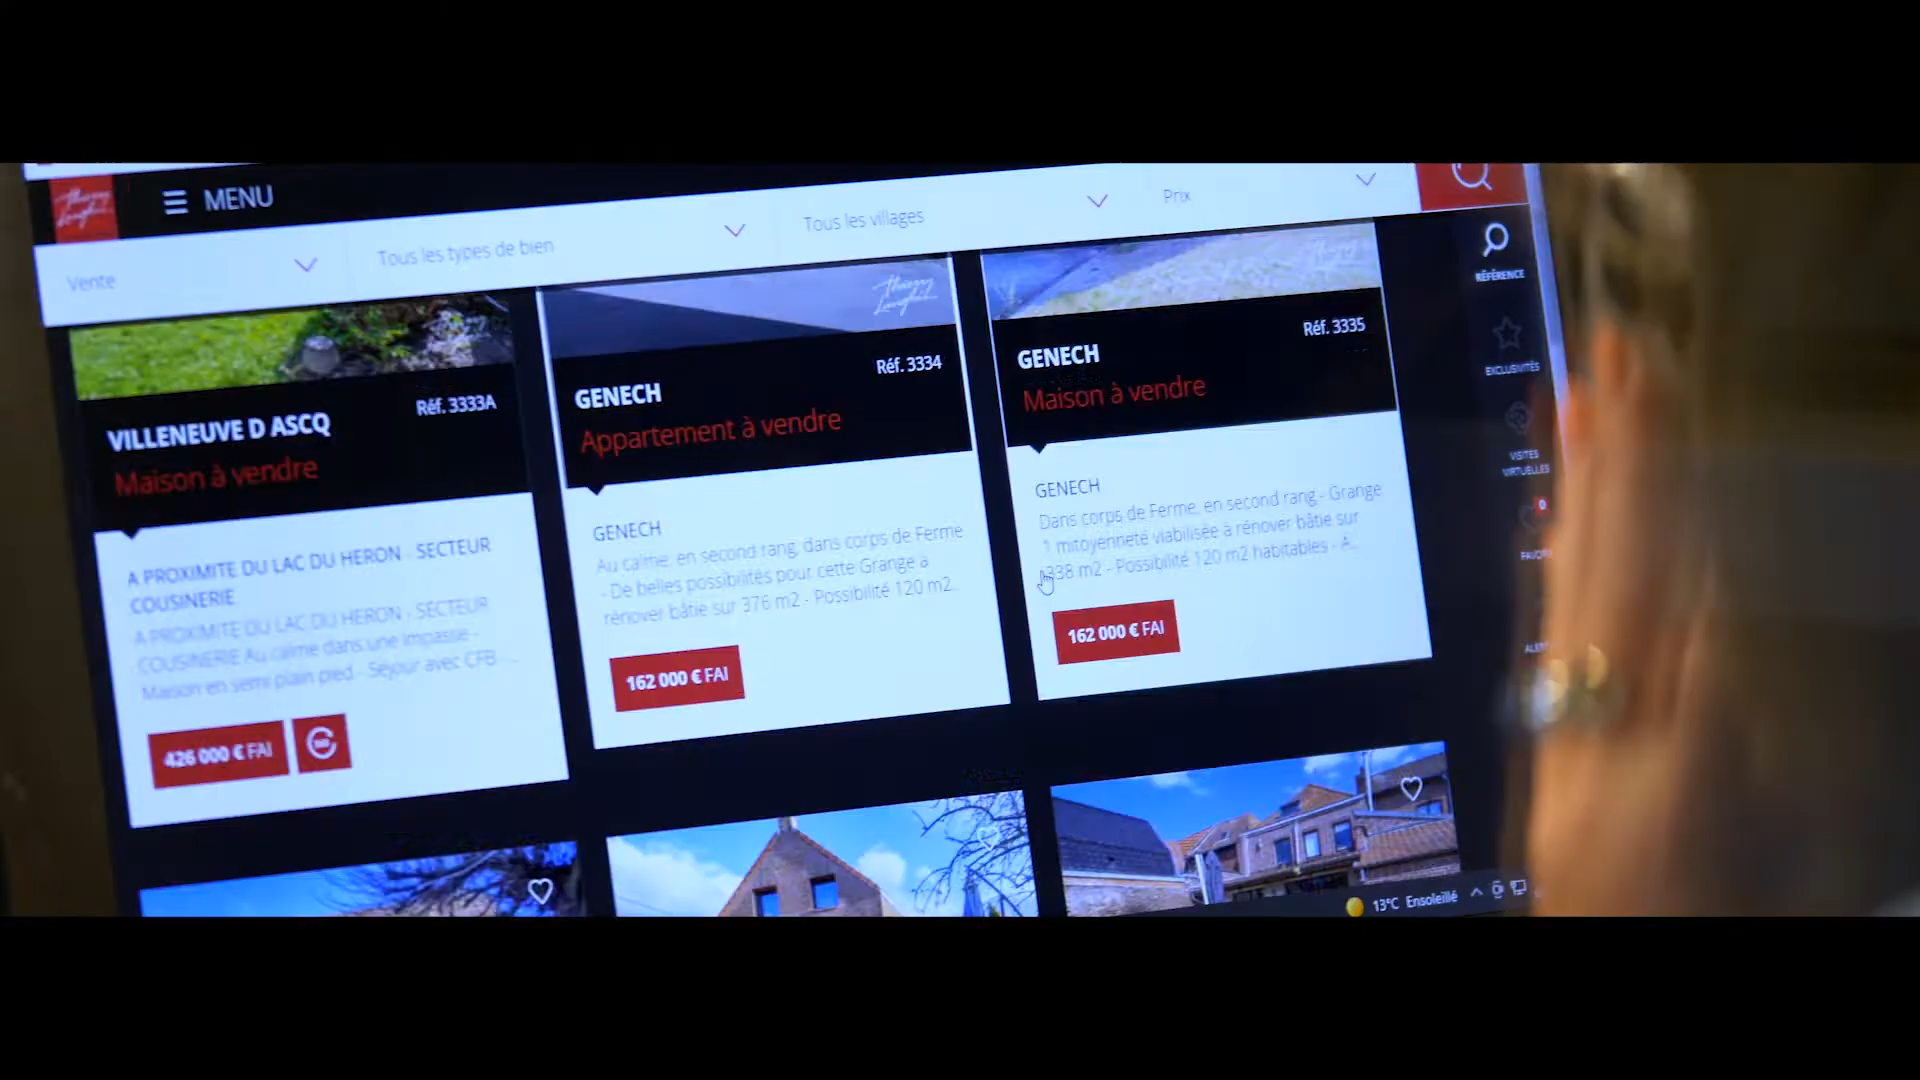 Thierry
MENU
Vente
Tous les types de bien
Tous les villages
Prix
RÉFÉRENCE
EXCLUSIVITÉS
VISITES
VIRTUELLES
0
VILLENEUVE D ASCQ
Réf. 3333A
Maison à vendre
A PROXIMITE DU LAC DU HERON - SECTEUR
COUSINERIE
A PROXIMITE DU LAC DU HERON - SECTEUR
COUSINERIE Au calme dans une impasse -
Maison en semi plain pied - Séjour avec CFB - ...
426 000 € FAI
Thierry
GENECH
Réf. 3334
Appartement à vendre
GENECH
Au calme, en second rang, dans corps de Ferme
- De belles possibilités pour cette Grange à
rénover bâtie sur 376 m2 - Possibilité 120 m2...
162 000 € FAI
GENECH
Réf. 3335
Maison à vendre
GENECH
Dans corps de Ferme, en second rang - Grange
1 mitoyenneté viabilisée à rénover bâtie sur
338 m2 - Possibilité 120 m2 habitables - A...
162 000 € FAI
13°C Ensoleillé